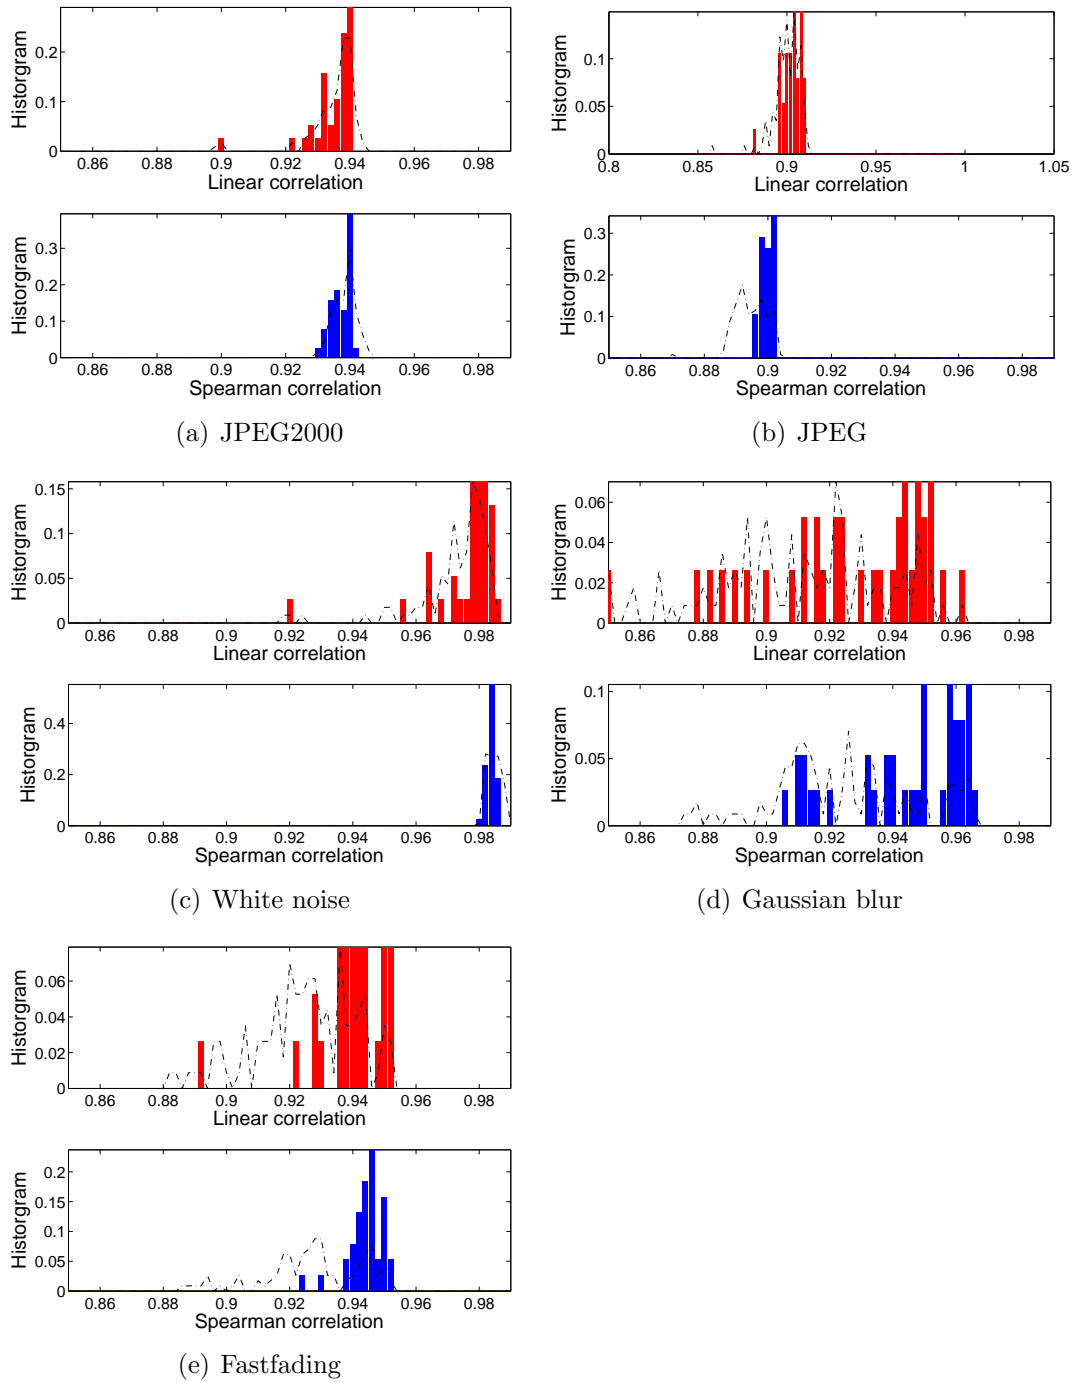 Historgram
0.2
0.1
0
0.86 0.88 0.9 0.92 0.94 0.96 0.98
Linear correlation
Historgram
0.3
0.2
0.1
0
0.86 0.88 0.9 0.92 0.94 0.96 0.98
Spearman correlation
(a) JPEG2000
Historgram
0.15
0.1
0.05
0
0.8 0.85 0.9 0.95 1 1.05
Linear correlation
Historgram
0.3
0.2
0.1
0
0.86 0.88 0.9 0.92 0.94 0.96 0.98
Spearman correlation
(b) JPEG
Historgram
0.15
0.1
0.05
0
0.86 0.88 0.9 0.92 0.94 0.96 0.98
Linear correlation
Historgram
0.4
0.2
0
0.86 0.88 0.9 0.92 0.94 0.96 0.98
Spearman correlation
(c) White noise
Historgram
0.06
0.04
0.02
0
0.86 0.88 0.9 0.92 0.94 0.96 0.98
Linear correlation
Historgram
0.1
0.05
0
0.86 0.88 0.9 0.92 0.94 0.96 0.98
Spearman correlation
(d) Gaussian blur
Historgram
0.06
0.04
0.02
0
0.86 0.88 0.9 0.92 0.94 0.96 0.98
Linear correlation
Historgram
0.2
0.15
0.1
0.05
0
0.86 0.88 0.9 0.92 0.94 0.96 0.98
Spearman correlation
(e) Fastfading